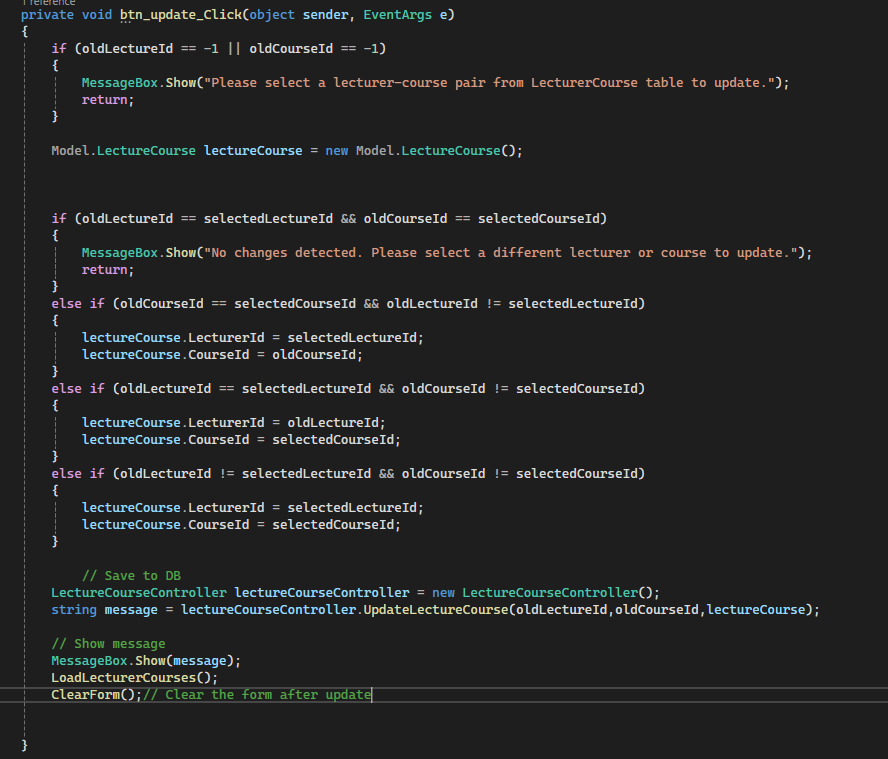 1 reference
private void btn_update_Click(object sender, EventArgs e)
{
if (oldLectureId == -1 || oldCourseId == -1)
{
MessageBox.Show("Please select a lecturer-course pair from LecturerCourse table to update.");
return;
}
Model.LectureCourse lectureCourse = new Model.LectureCourse();
if (oldLectureId == selectedLectureId && oldCourseId == selectedCourseId)
{
MessageBox.Show("No changes detected. Please select a different lecturer or course to update.");
return;
}
else if (oldCourseId == selectedCourseId && oldLectureId != selectedLectureId)
{
lectureCourse.LecturerId = selectedLectureId;
lectureCourse.CourseId = oldCourseId;
}
else if (oldLectureId == selectedLectureId && oldCourseId != selectedCourseId)
{
lectureCourse.LecturerId = oldLectureId;
lectureCourse.CourseId = selectedCourseId;
}
else if (oldLectureId != selectedLectureId && oldCourseId != selectedCourseId)
{
lectureCourse.LecturerId = selectedLectureId;
lectureCourse.CourseId = selectedCourseId;
}
// Save to DB
LectureCourseController lectureCourseController = new LectureCourseController();
string message = lectureCourseController.UpdateLectureCourse(oldLectureId,oldCourseId,lectureCourse);
// Show message
MessageBox.Show(message);
LoadLecturerCourses();
ClearForm();// Clear the form after update
}